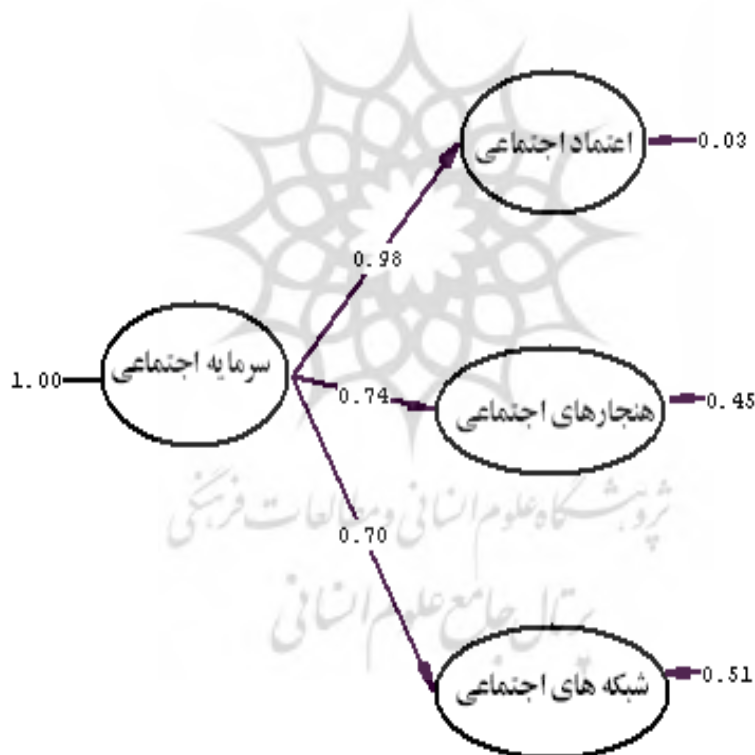 اعتماد اجتماعی
0.03
0.98
سرمایه اجتماعی
1.00
0.74
هنجارهای اجتماعی
0.45
پژوهشگاه علوم انسانی و مطالعات فرهنگی
0.70
پرتال جامع علوم انسانی
شبکه های اجتماعی
0.51